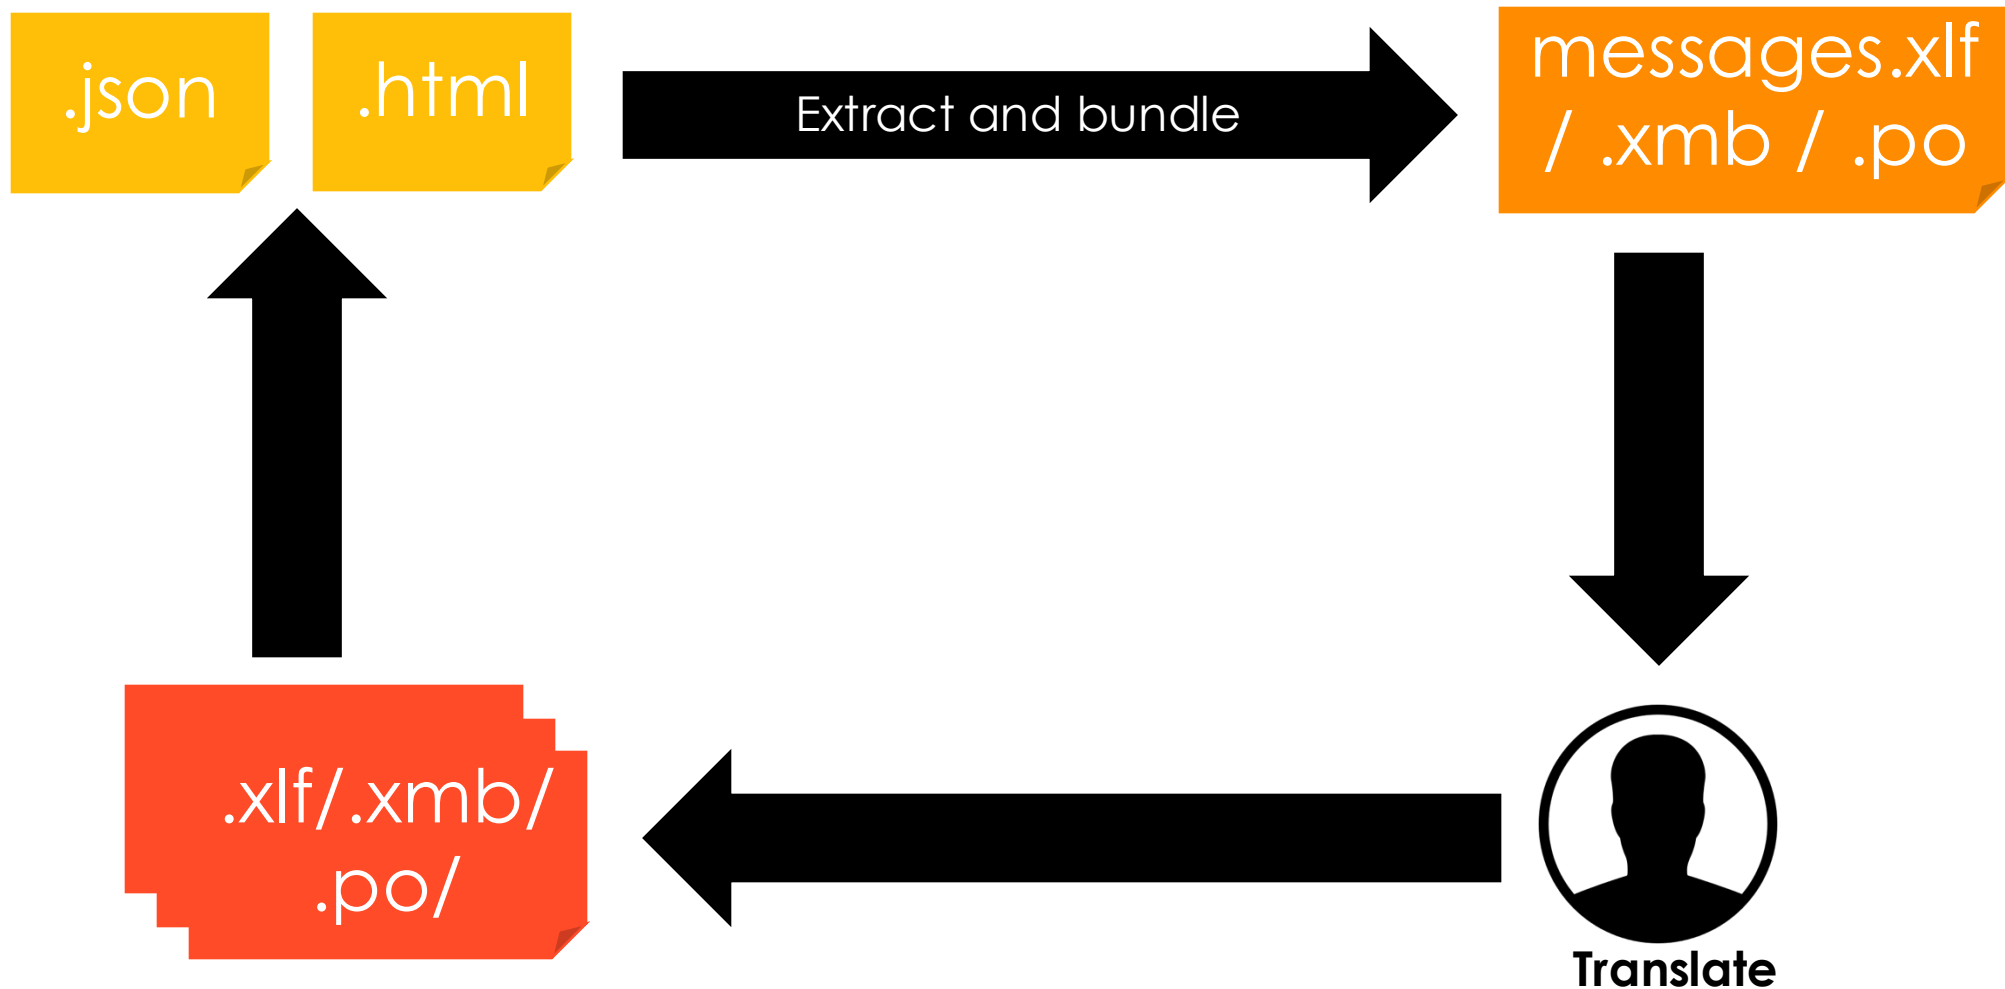 .json
.html
Extract and bundle
messages.xlf
/ .xmb / .po
.xlf/.xmb/
.po/
Translate